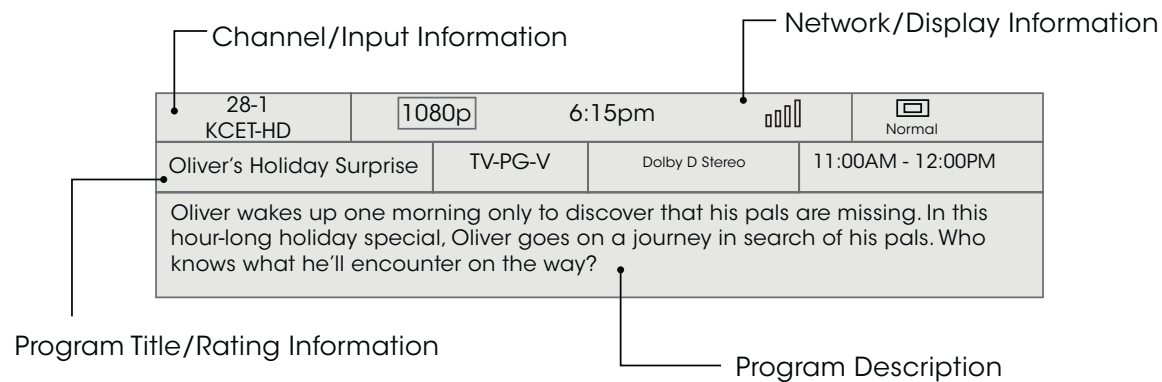 Channel/Input Information
Network/Display Information
28-1
KCET-HD
1080p
6:15pm
Normal
Oliver's Holiday Surprise
TV-PG-V
Dolby D Stereo
11:00AM - 12:00PM
Oliver wakes up one morning only to discover that his pals are missing. In this
hour-long holiday special, Oliver goes on a journey in search of his pals. Who
knows what he'll encounter on the way?
Program Title/Rating Information
Program Description